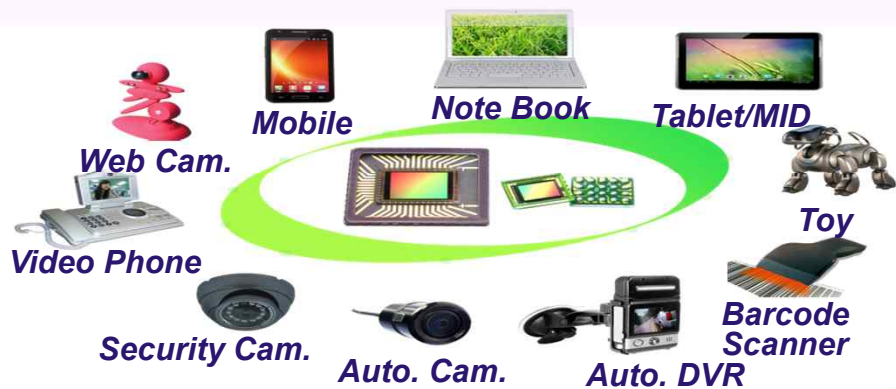 Note Book
Tablet/MID
Mobile
Web Cam.
Toy
Video Phone
Barcode
Scanner
Security Cam.
Auto. Cam.
Auto. DVR